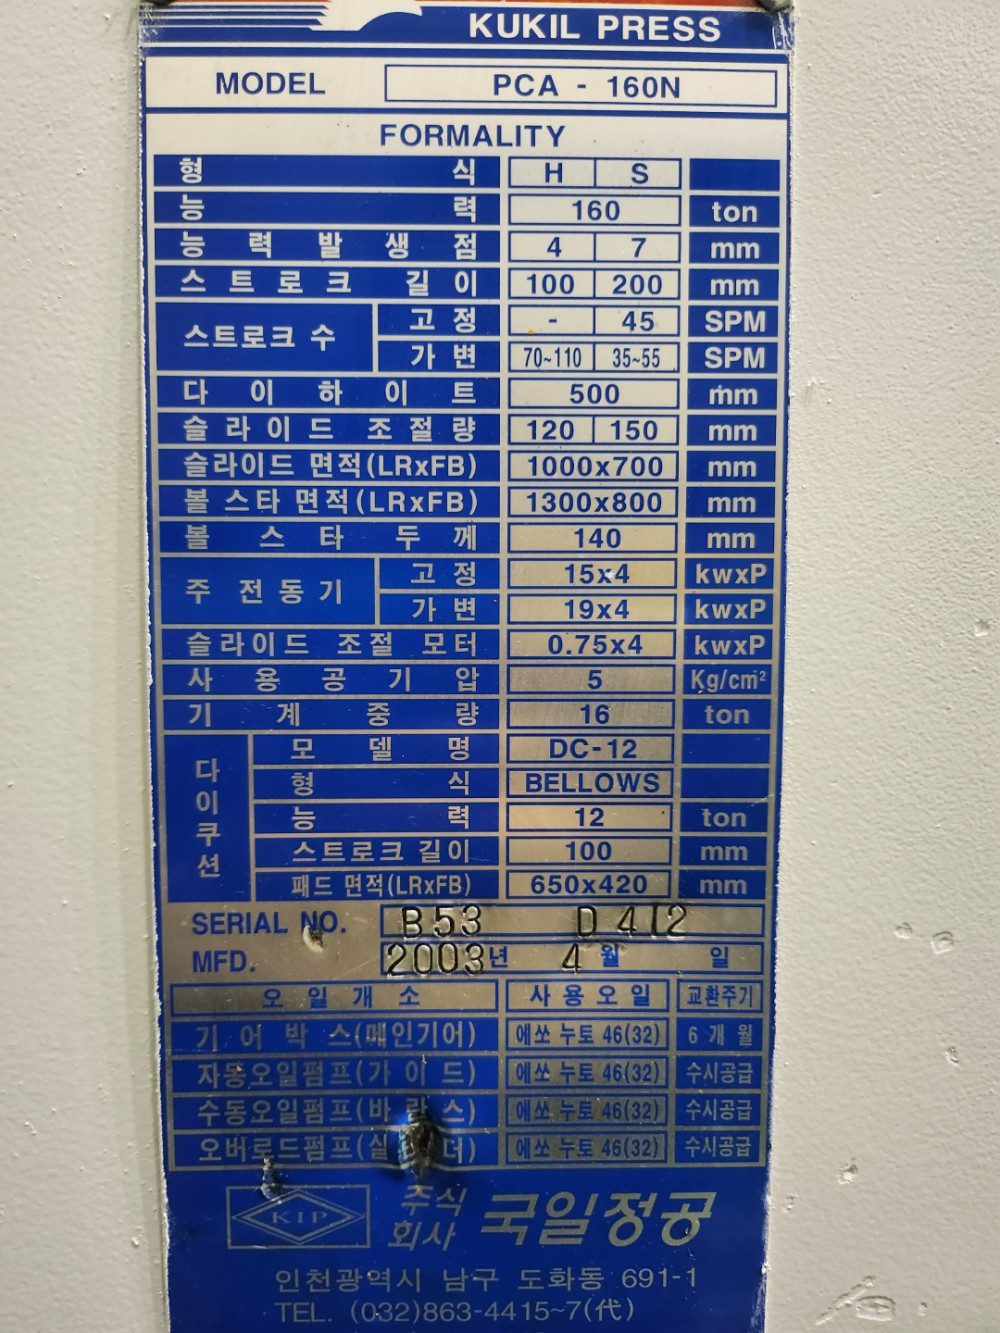 KUKIL PRESS
MODEL PCA - 160N
FORMALITY
형 식 H S
능 력 160 ton
능 력 발 생 점 4 7 mm
스 트 로 크 길 이 100 200 mm
스트로크 수 고 정 - 45 SPM
가 변 70~110 35~55 SPM
다 이 하 이 트 500 mm
슬 라 이 드 조 절 량 120 150 mm
슬라이드 면적(LRxFB) 1000x700 mm
볼 스 타 면 적 (LRxFB) 1300x800 mm
볼 스 타 두 께 140 mm
주 전 동 기 고 정 15x4 kwxP
가 변 19x4 kwxP
슬라이드 조절 모터 0.75x4 kwxP
사 용 공 기 압 5 Kg/cm²
기 계 중 량 16 ton
다이쿠션 모 델 명 DC-12
형 식 BELLOWS
능 력 12 ton
스트로크 길이 100 mm
패드 면적(LRxFB) 650x420 mm
SERIAL NO. B53 D412
MFD. 2003년 4월 일
오 일 개 소 사 용 오 일 교환주기
기 어 박 스(메인기어) 에쏘 누토 46(32) 6 개 월
자동오일펌프(가 이 드) 에쏘 누토 46(32) 수시공급
수동오일펌프(바 란 스) 에쏘 누토 46(32) 수시공급
오버로드펌프(실 더) 에쏘 누토 46(32) 수시공급
KIP 주식회사 국일정공
인천광역시 남구 도화동 691-1
TEL. (032)863-4415~7(代)